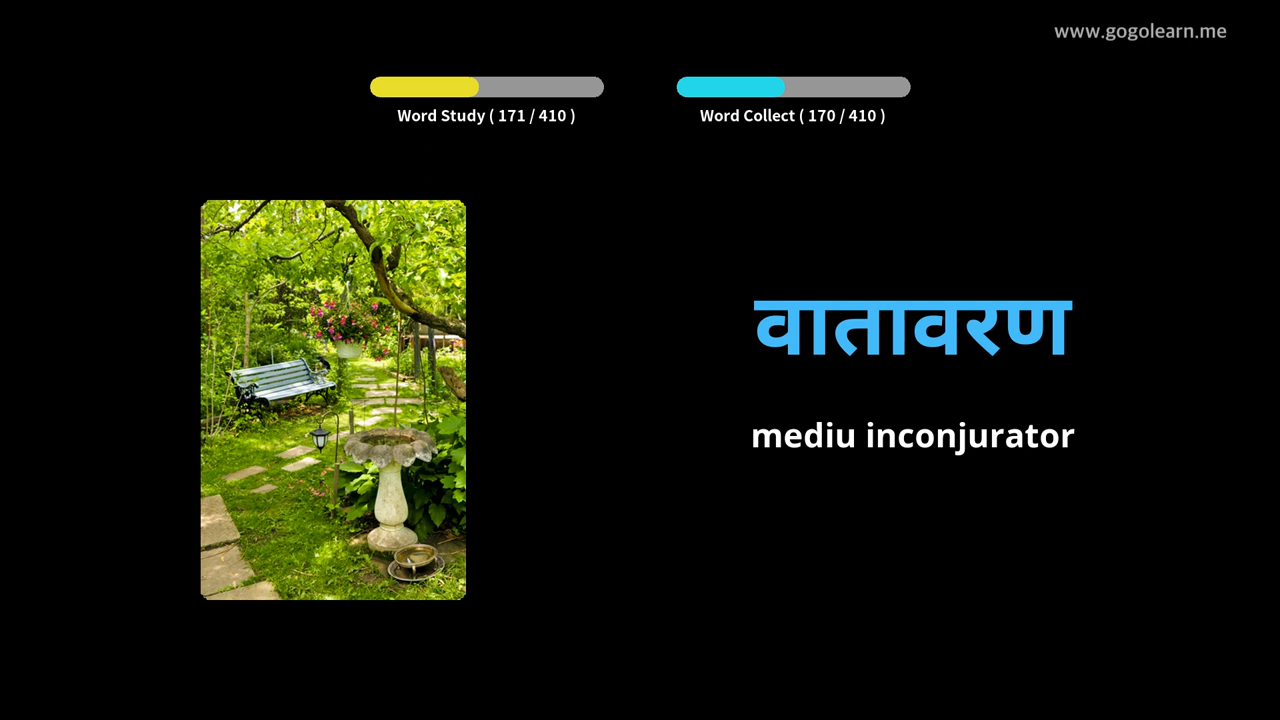 www.gogolearn.me
Word Study ( 171 / 410 )
Word Collect ( 170 / 410 )
वातावरण
mediu inconjurator